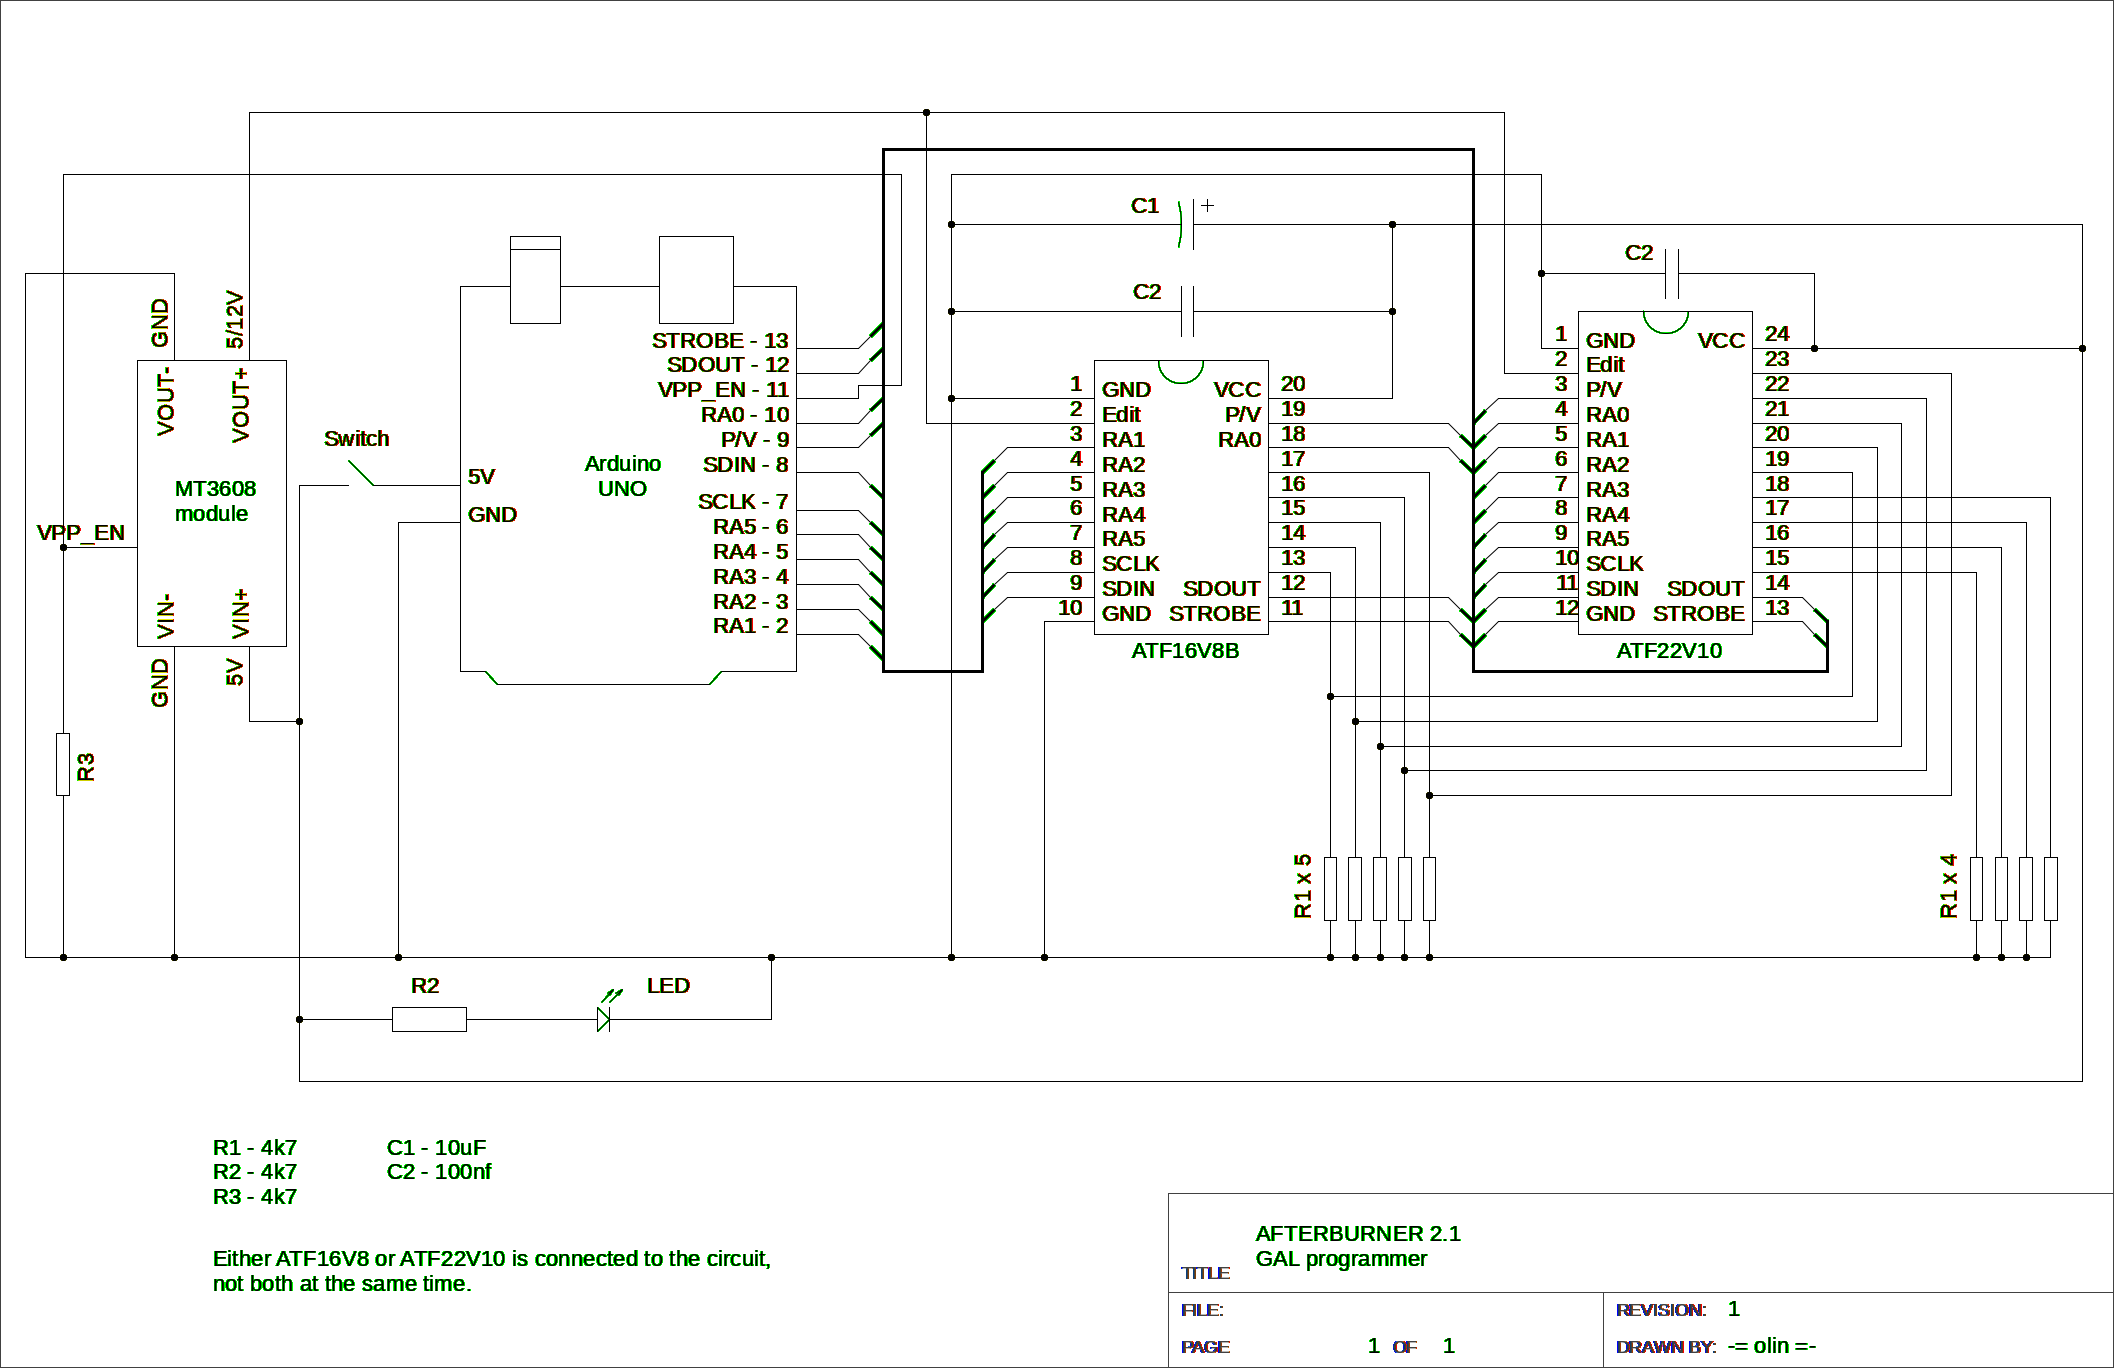 C1
+
C2
C2
GND
5/12V
VOUT-
VOUT+
MT3608
module
VPP_EN
VIN-
VIN+
GND
5V
R3
Switch
5V
GND
Arduino
UNO
STROBE - 13
SDOUT - 12
VPP_EN - 11
RA0 - 10
P/V - 9
SDIN - 8
SCLK - 7
RA5 - 6
RA4 - 5
RA3 - 4
RA2 - 3
RA1 - 2
1 GND VCC 20
2 Edit P/V 19
3 RA1 RA0 18
4 RA2 17
5 RA3 16
6 RA4 15
7 RA5 14
8 SCLK 13
9 SDIN SDOUT 12
10 GND STROBE 11
ATF16V8B
1 GND VCC 24
2 Edit 23
3 P/V 22
4 RA0 21
5 RA1 20
6 RA2 19
7 RA3 18
8 RA4 17
9 RA5 16
10 SCLK 15
11 SDIN SDOUT 14
12 GND STROBE 13
ATF22V10
R1 x 5
R1 x 4
R2
LED
R1 - 4k7 C1 - 10uF
R2 - 4k7 C2 - 100nf
R3 - 4k7
Either ATF16V8 or ATF22V10 is connected to the circuit,
not both at the same time.
AFTERBURNER 2.1
GAL programmer
TITLE
FILE:
REVISION: 1
PAGE 1 OF 1
DRAWN BY: -= olin =-